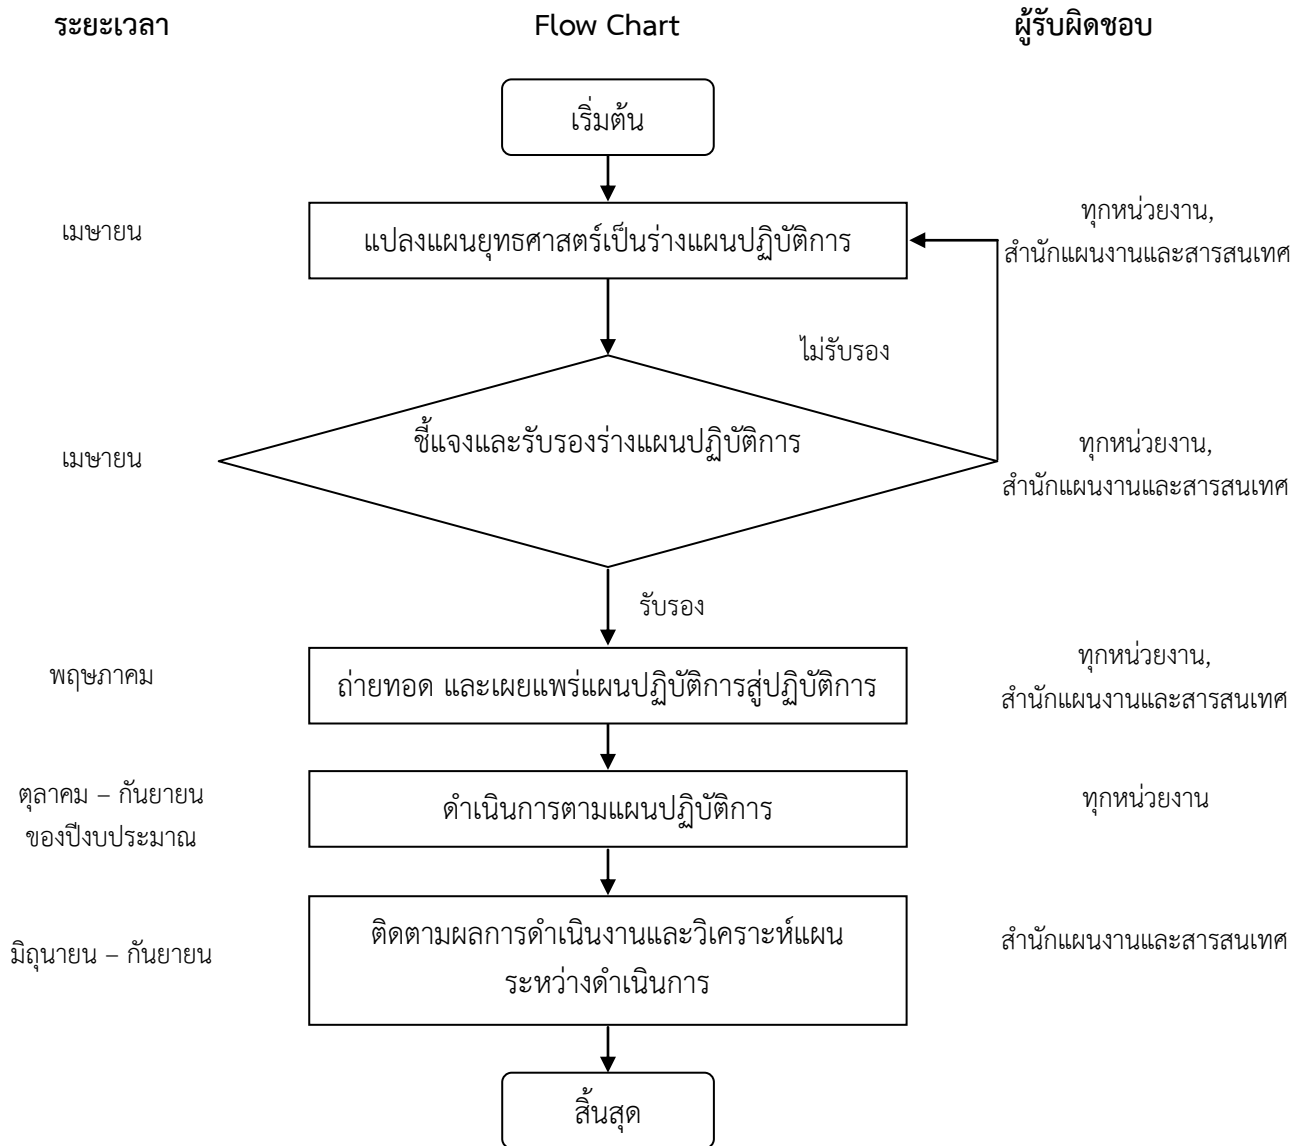 ระยะเวลา Flow Chart ผู้รับผิดชอบ
เริ่มต้น
เมษายน
แปลงแผนยุทธศาสตร์เป็นร่างแผนปฏิบัติการ
ทุกหน่วยงาน,
สำนักแผนงานและสารสนเทศ
ไม่รับรอง
เมษายน
ชี้แจงและรับรองร่างแผนปฏิบัติการ
ทุกหน่วยงาน,
สำนักแผนงานและสารสนเทศ
รับรอง
พฤษภาคม
ถ่ายทอด และเผยแพร่แผนปฏิบัติการสู่ปฏิบัติการ
ทุกหน่วยงาน,
สำนักแผนงานและสารสนเทศ
ตุลาคม – กันยายน
ของปีงบประมาณ
ดำเนินการตามแผนปฏิบัติการ
ทุกหน่วยงาน
มิถุนายน – กันยายน
ติดตามผลการดำเนินงานและวิเคราะห์แผน
ระหว่างดำเนินการ
สำนักแผนงานและสารสนเทศ
สิ้นสุด